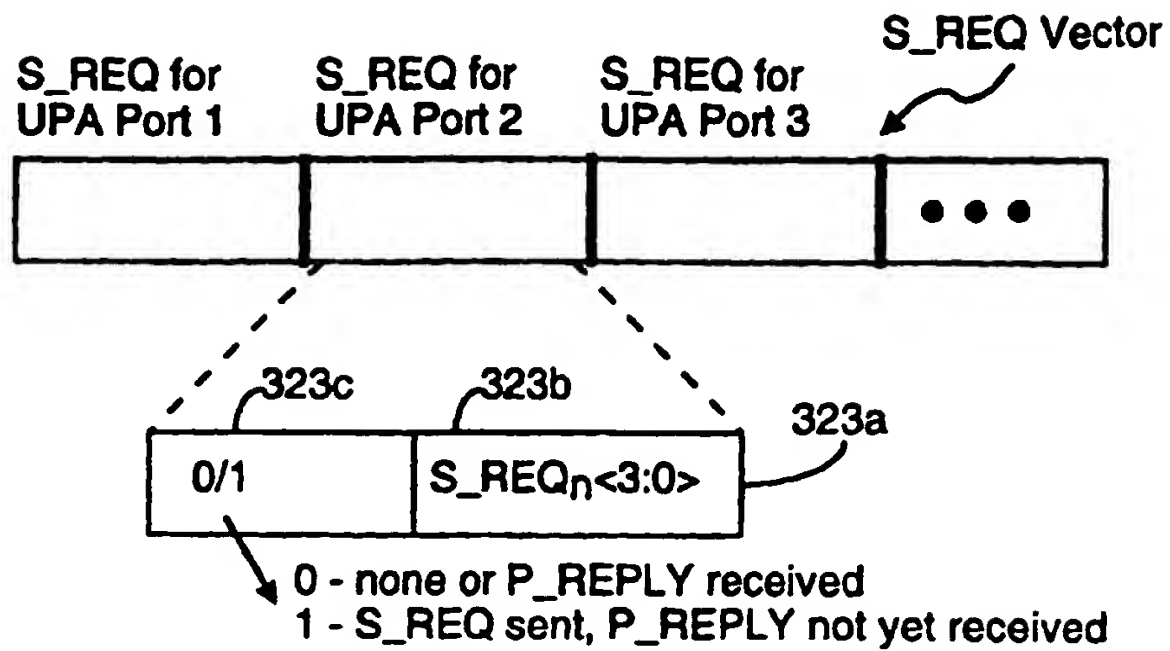 S_REQ Vector
S_REQ for UPA Port 1
S_REQ for UPA Port 2
S_REQ for UPA Port 3
● ● ●
323c
323b
323a
0/1
S_REQn<3:0>
0 - none or P_REPLY received
1 - S_REQ sent, P_REPLY not yet received